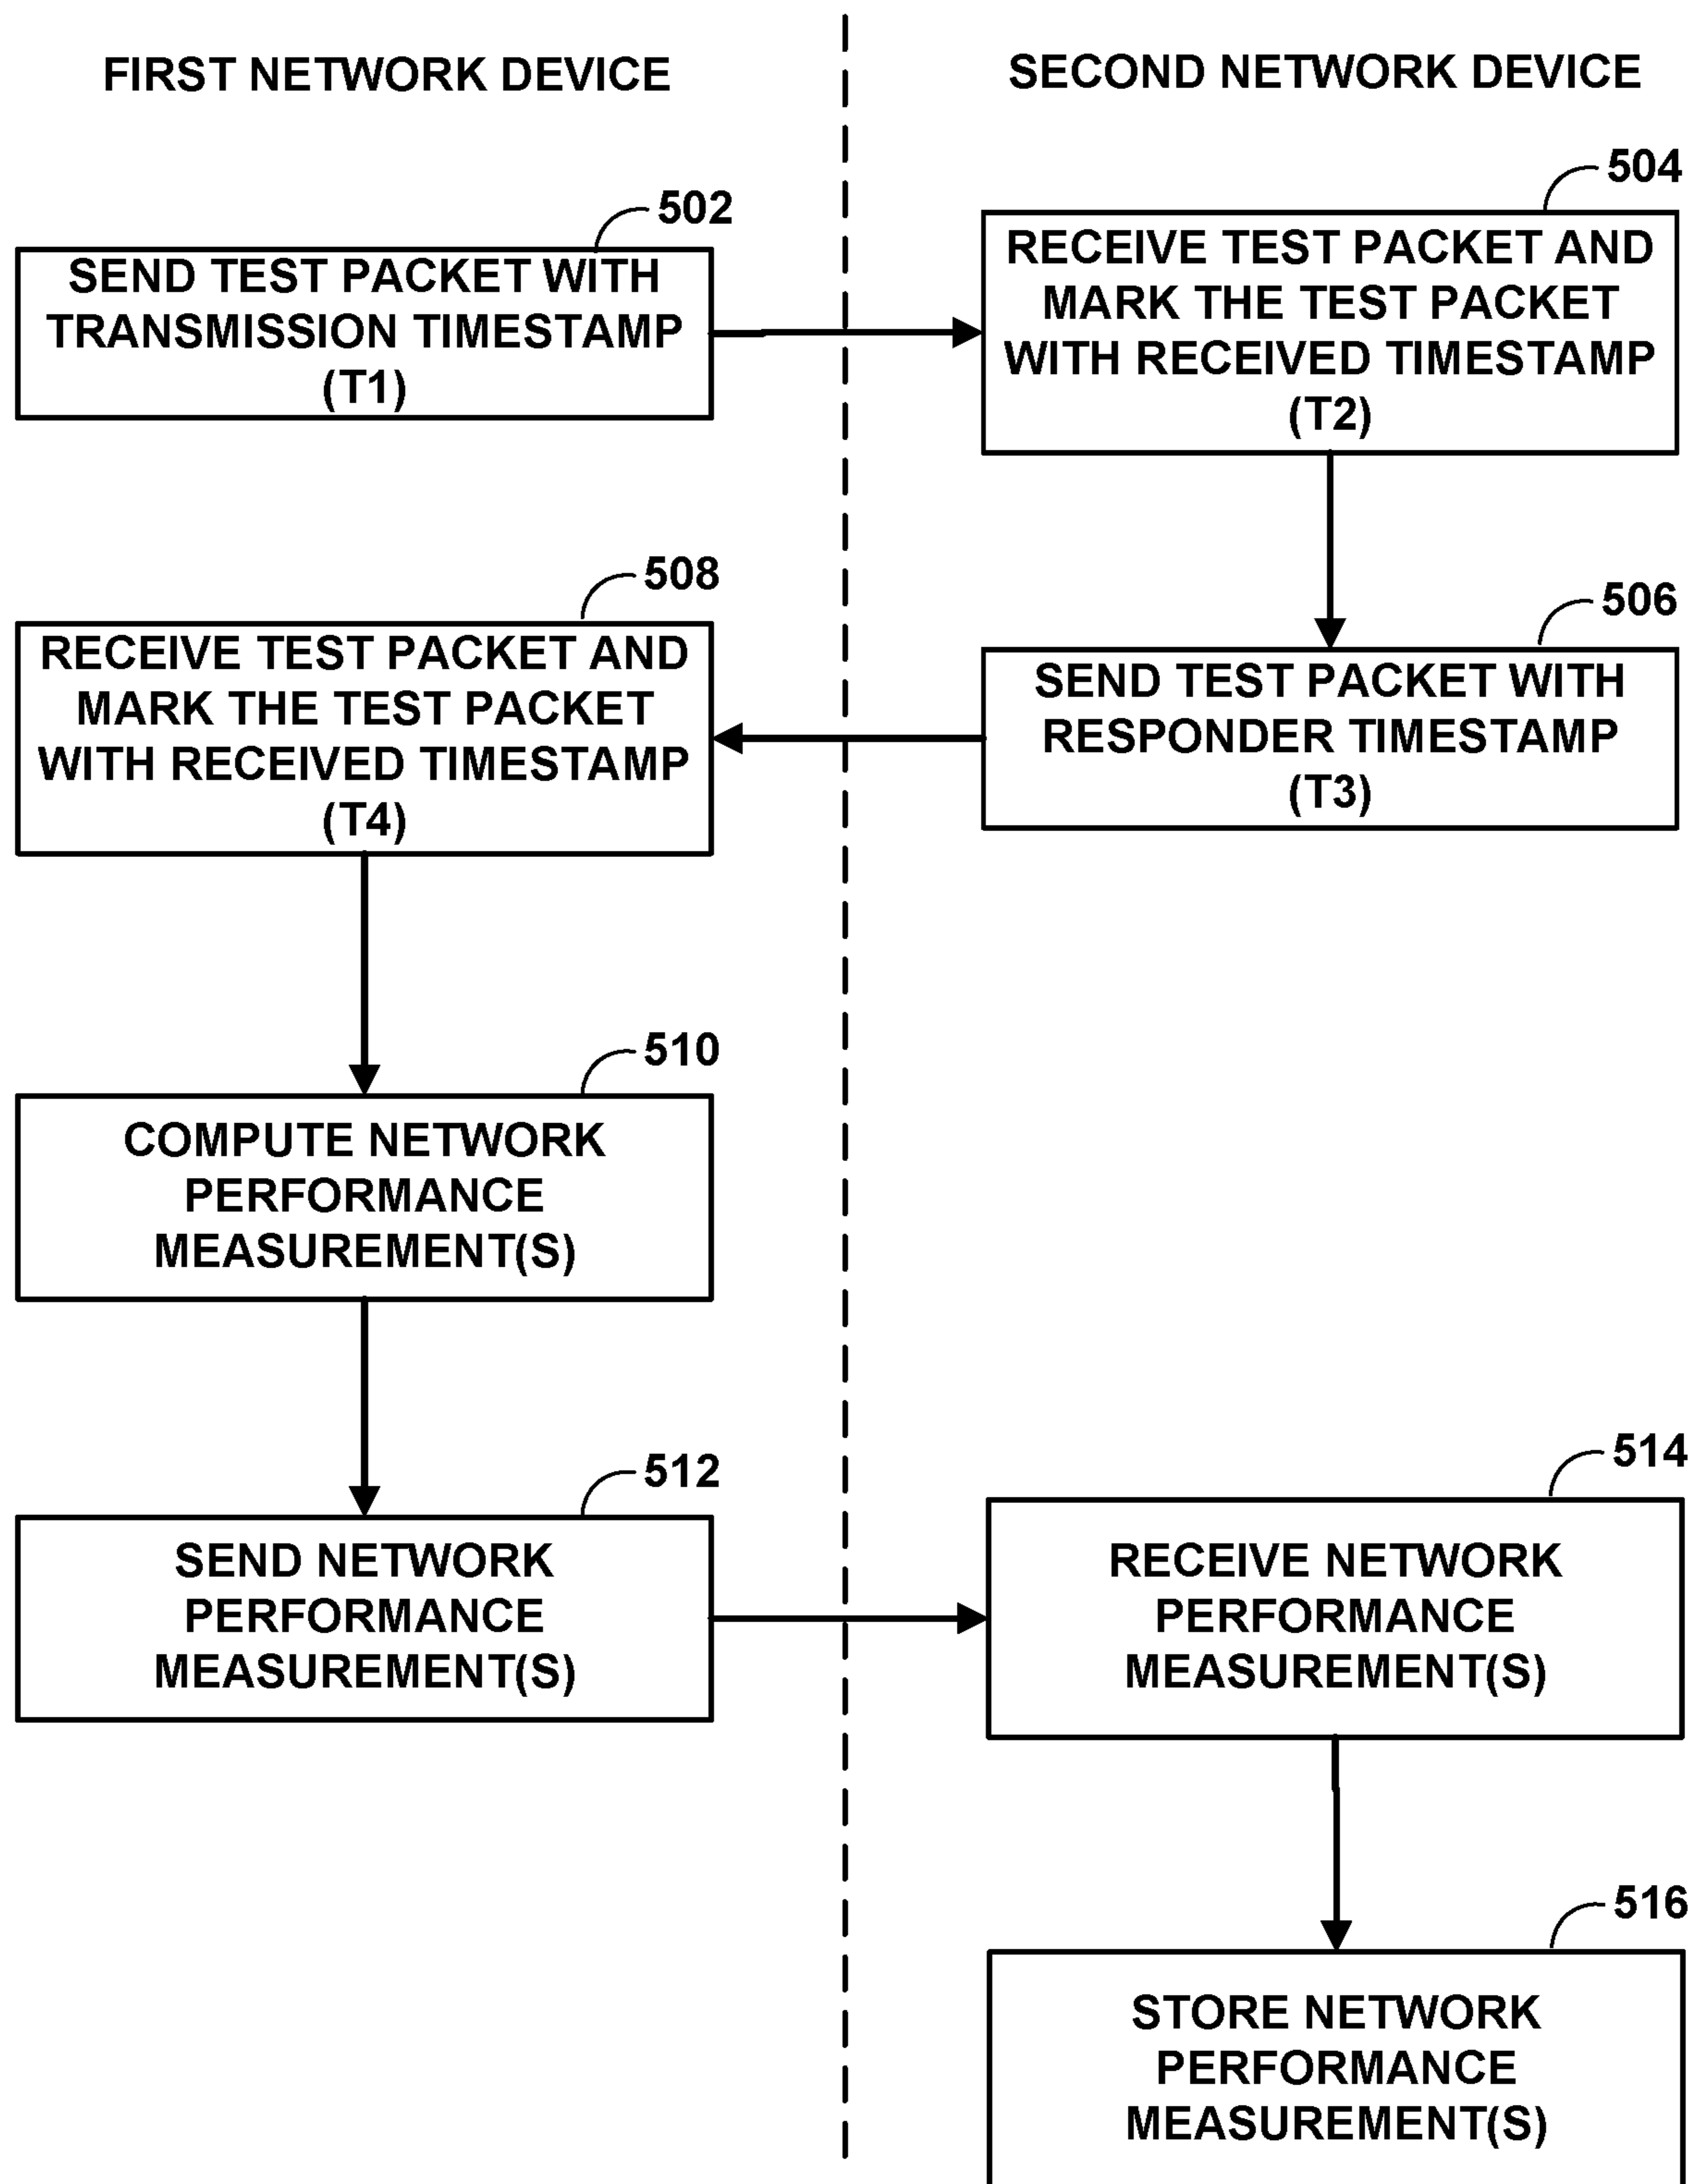 FIRST NETWORK DEVICE
SECOND NETWORK DEVICE
502
SEND TEST PACKET WITH
TRANSMISSION TIMESTAMP
(T1)
504
RECEIVE TEST PACKET AND
MARK THE TEST PACKET
WITH RECEIVED TIMESTAMP
(T2)
506
SEND TEST PACKET WITH
RESPONDER TIMESTAMP
(T3)
508
RECEIVE TEST PACKET AND
MARK THE TEST PACKET
WITH RECEIVED TIMESTAMP
(T4)
510
COMPUTE NETWORK
PERFORMANCE
MEASUREMENT(S)
512
SEND NETWORK
PERFORMANCE
MEASUREMENT(S)
514
RECEIVE NETWORK
PERFORMANCE
MEASUREMENT(S)
516
STORE NETWORK
PERFORMANCE
MEASUREMENT(S)